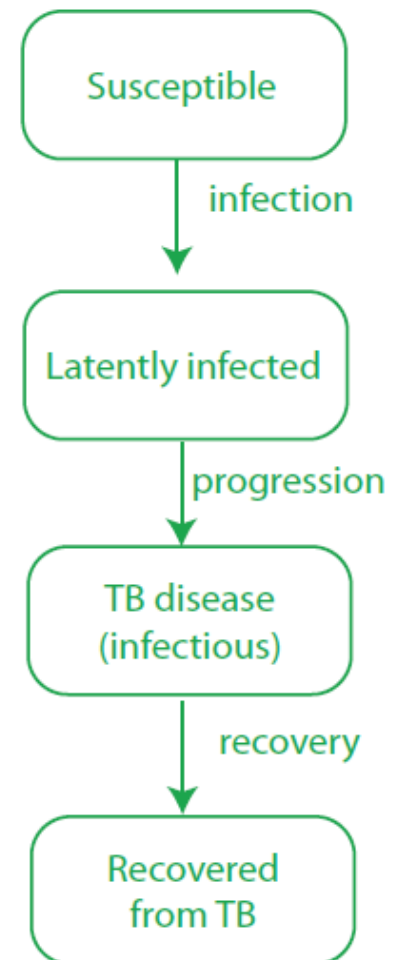 Susceptible
infection
Latently infected
progression
TB disease
(infectious)
recovery
Recovered
from TB